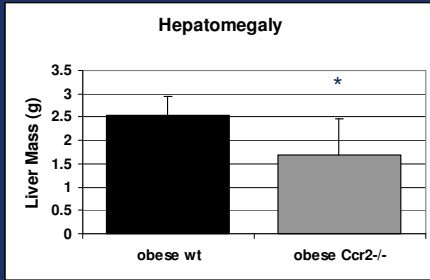 Hepatomegaly
Liver Mass (g)
3.5
3
2.5
2
1.5
1
0.5
0
*
obese wt
obese Ccr2-/-